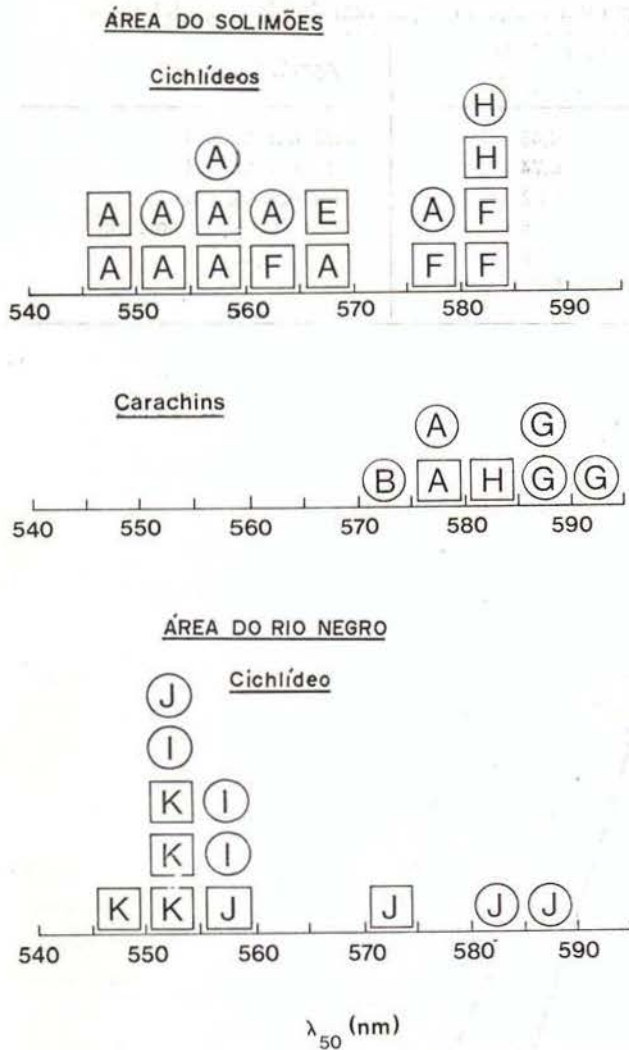 ÁREA DO SOLIMÕES
Cichlídeos
H
A H
A A A A E A F
A A A F A F F
540 550 560 570 580 590
Carachins
A G
B A H G G
540 550 560 570 580 590
ÁREA DO RIO NEGRO
Cichlídeo
J
I
K I
K I
K K J J J J
540 550 560 570 580 590
λ50 (nm)